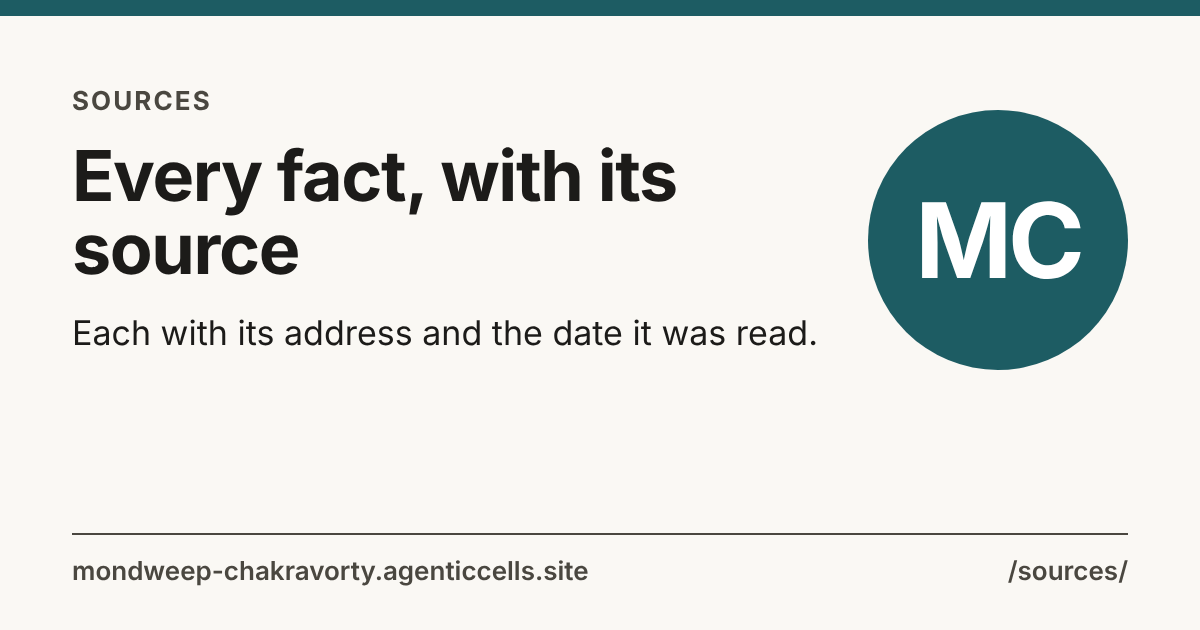 SOURCES
Every fact, with its
source
Each with its address and the date it was read.
MC
mondweep-chakravorty.agenticcells.site
/sources/